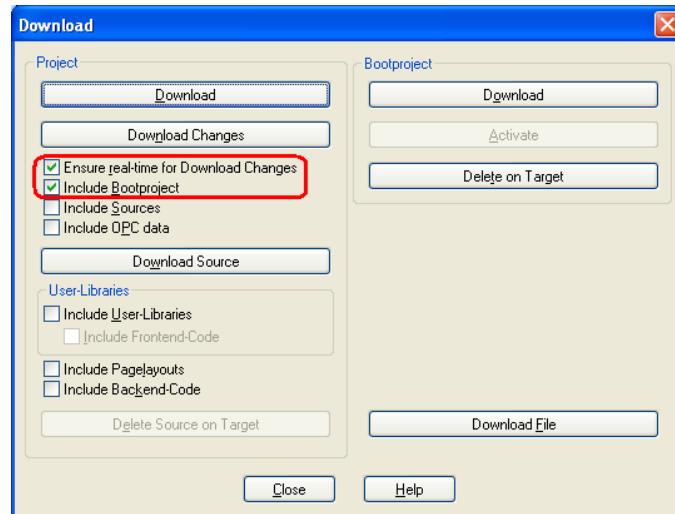 Download
Project
Download
Download Changes
Ensure real-time for Download Changes
Include Bootproject
Include Sources
Include OPC data
Download Source
User-Libraries
Include User-Libraries
Include Frontend-Code
Include Pagelayouts
Include Backend-Code
Delete Source on Target
Bootproject
Download
Activate
Delete on Target
Download File
Close
Help